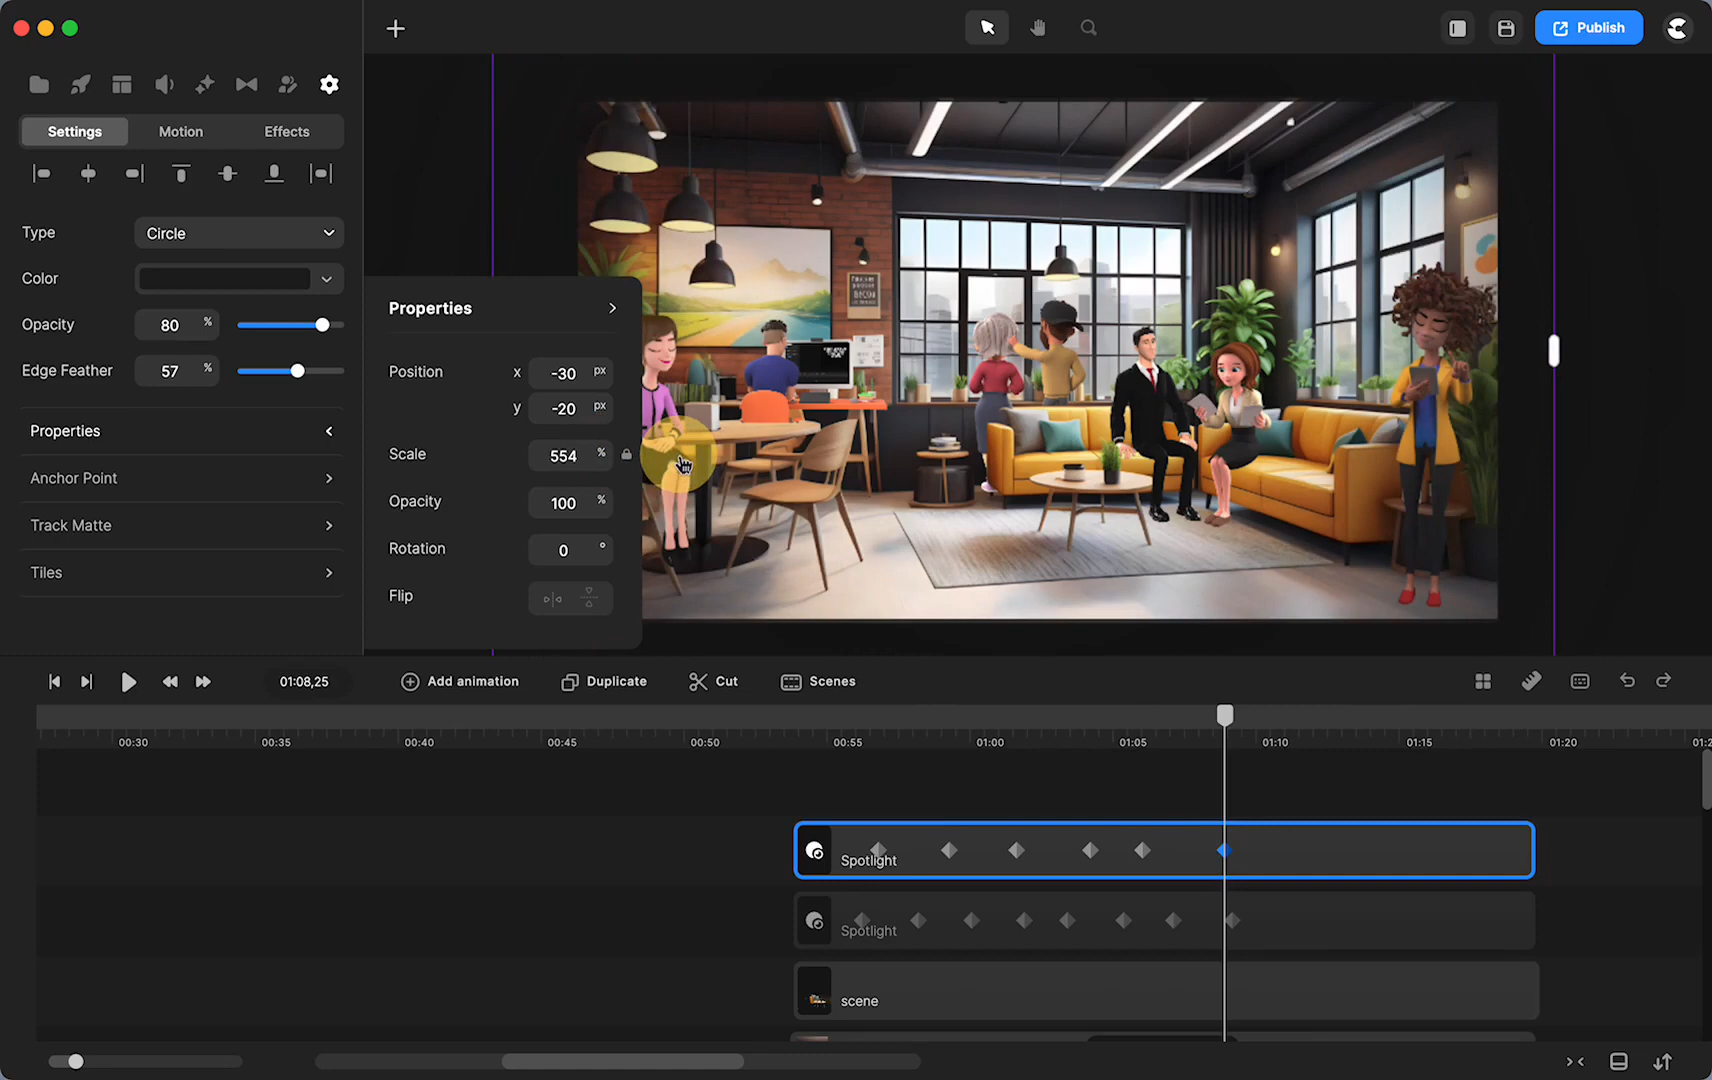 Publish
Settings
Motion
Effects
Type
Circle
Color
Opacity
80 %
Edge Feather
57 %
Properties
Anchor Point
Track Matte
Tiles
Properties
Position
x -30 px
y -20 px
Scale
554 %
Opacity
100 %
Rotation
0 °
Flip
01:08,25
Add animation
Duplicate
Cut
Scenes
00:30
00:35
00:40
00:45
00:50
00:55
01:00
01:05
01:10
01:15
01:20
Spotlight
Spotlight
scene